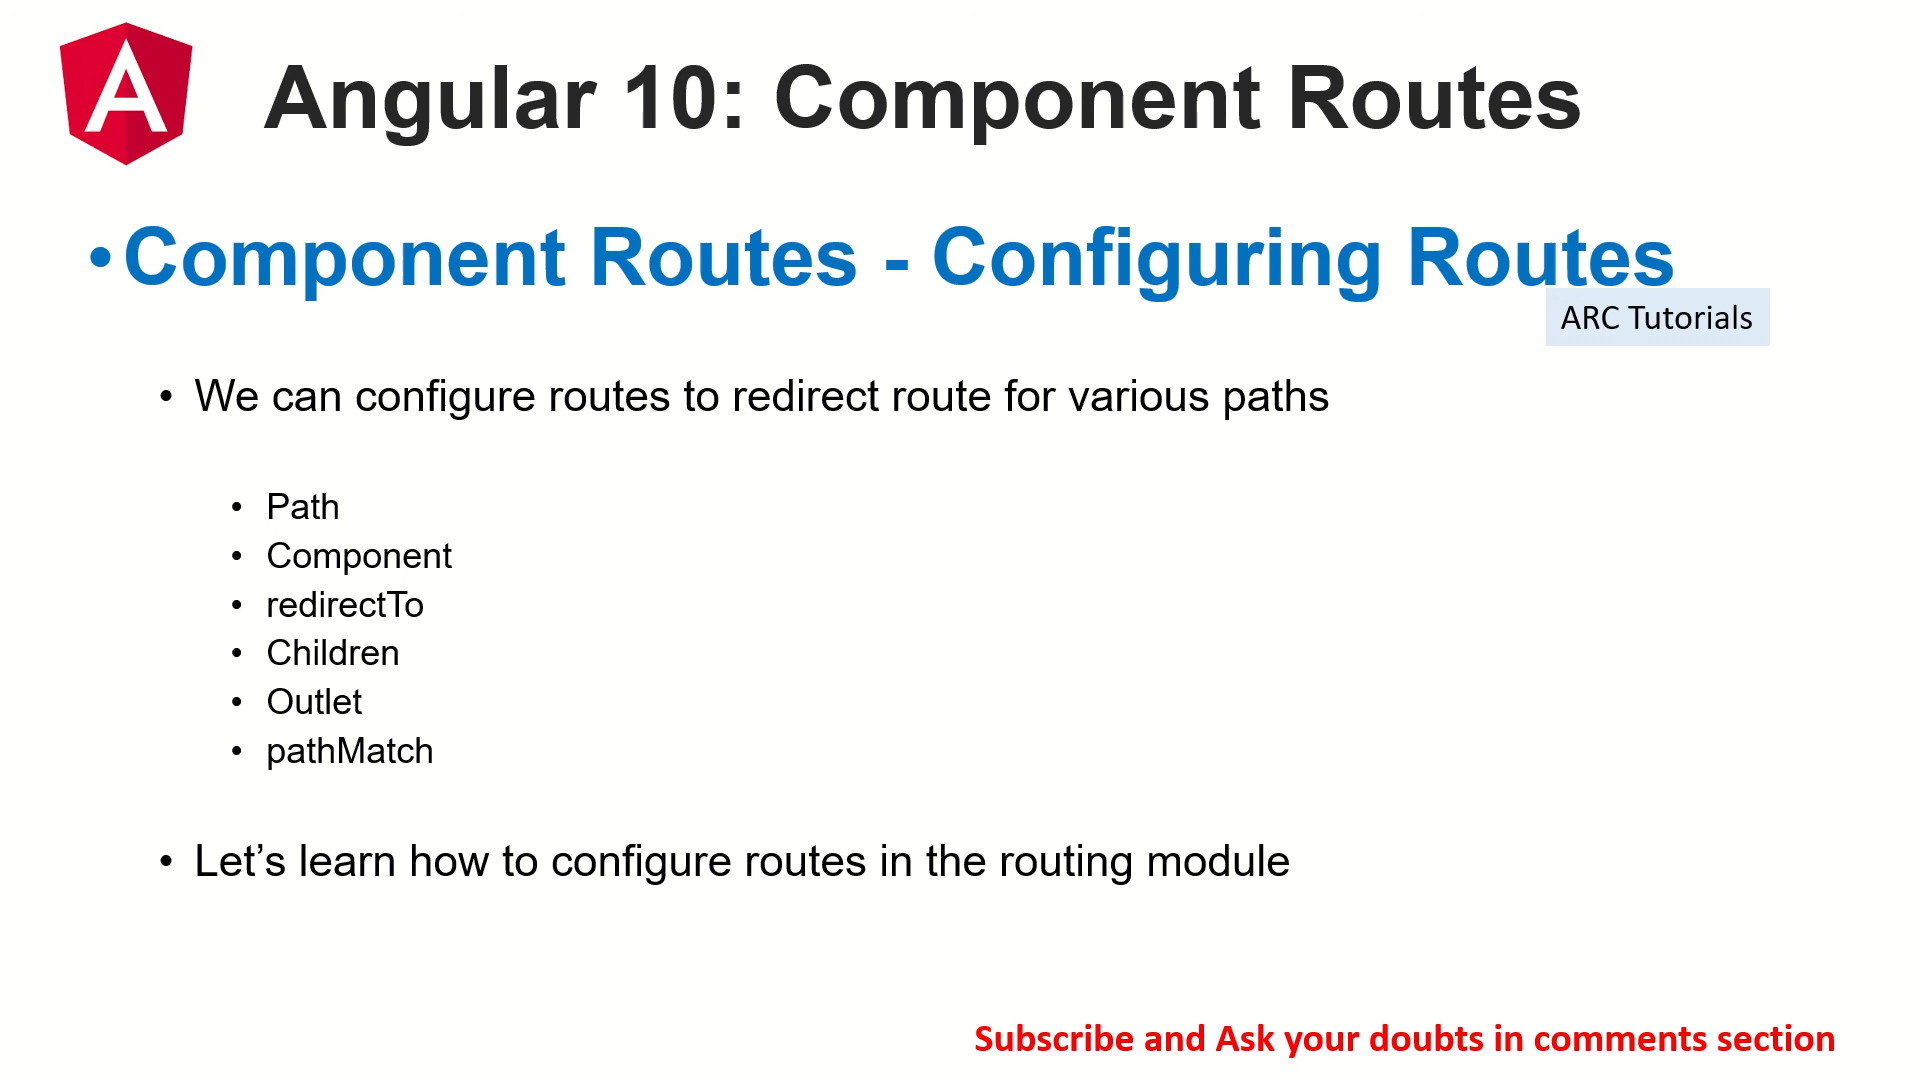 Angular 10: Component Routes
•Component Routes - Configuring Routes
ARC Tutorials
• We can configure routes to redirect route for various paths
• Path
• Component
• redirectTo
• Children
• Outlet
• pathMatch
• Let’s learn how to configure routes in the routing module
Subscribe and Ask your doubts in comments section